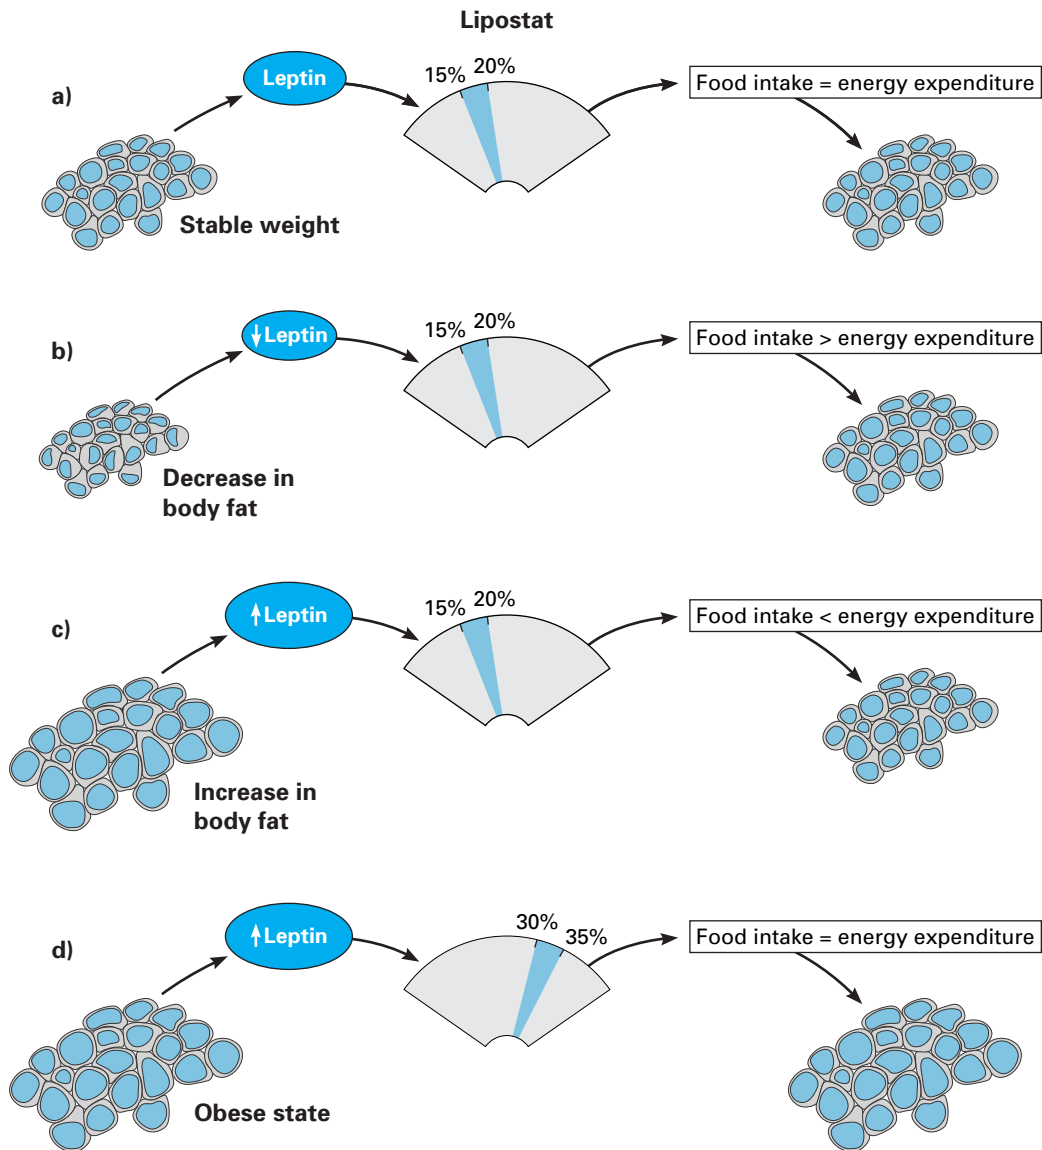 Lipostat
a)
Leptin
15% 20%
Food intake = energy expenditure
Stable weight
b)
↓Leptin
15% 20%
Food intake > energy expenditure
Decrease in
body fat
c)
↑Leptin
15% 20%
Food intake < energy expenditure
Increase in
body fat
d)
↑Leptin
30% 35%
Food intake = energy expenditure
Obese state